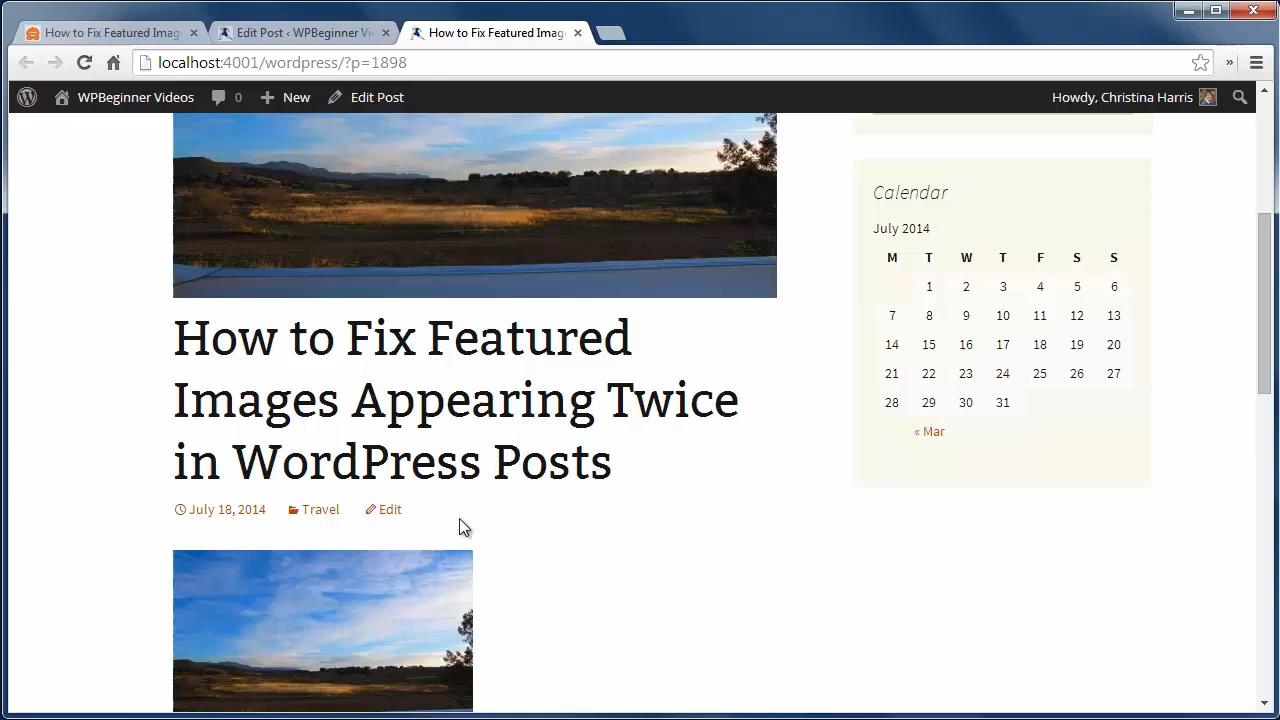 How to Fix Featured Imag
Edit Post ‹ WPBeginner Vi
How to Fix Featured Imag
localhost:4001/wordpress/?p=1898
WPBeginner Videos 0 New Edit Post Howdy, Christina Harris
How to Fix Featured
Images Appearing Twice
in WordPress Posts
July 18, 2014 Travel Edit
Calendar
July 2014
M T W T F S S
1 2 3 4 5 6
7 8 9 10 11 12 13
14 15 16 17 18 19 20
21 22 23 24 25 26 27
28 29 30 31
« Mar